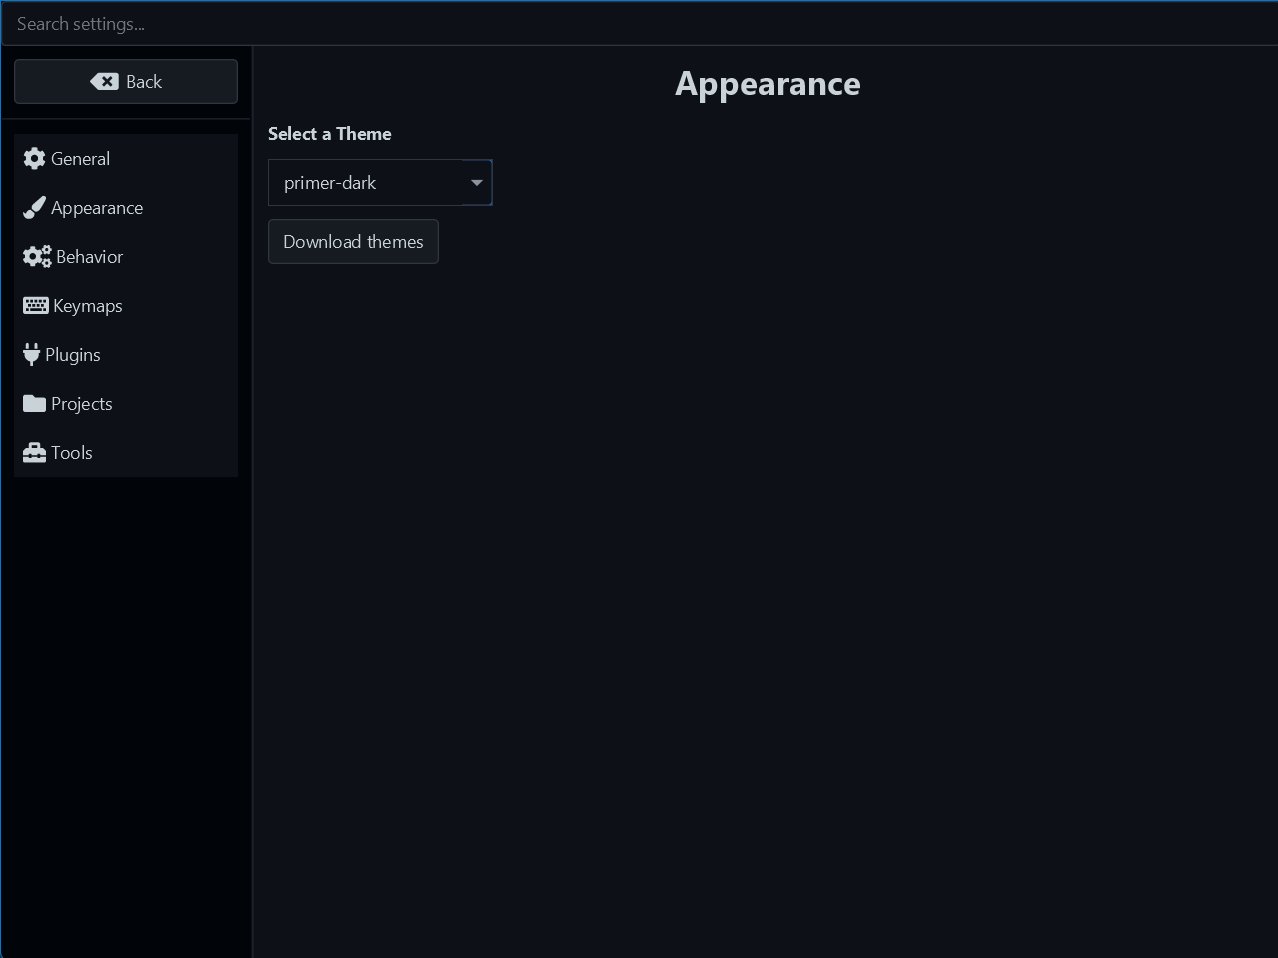 Search settings...
Back
General
Appearance
Behavior
Keymaps
Plugins
Projects
Tools
Appearance
Select a Theme
primer-dark
Download themes